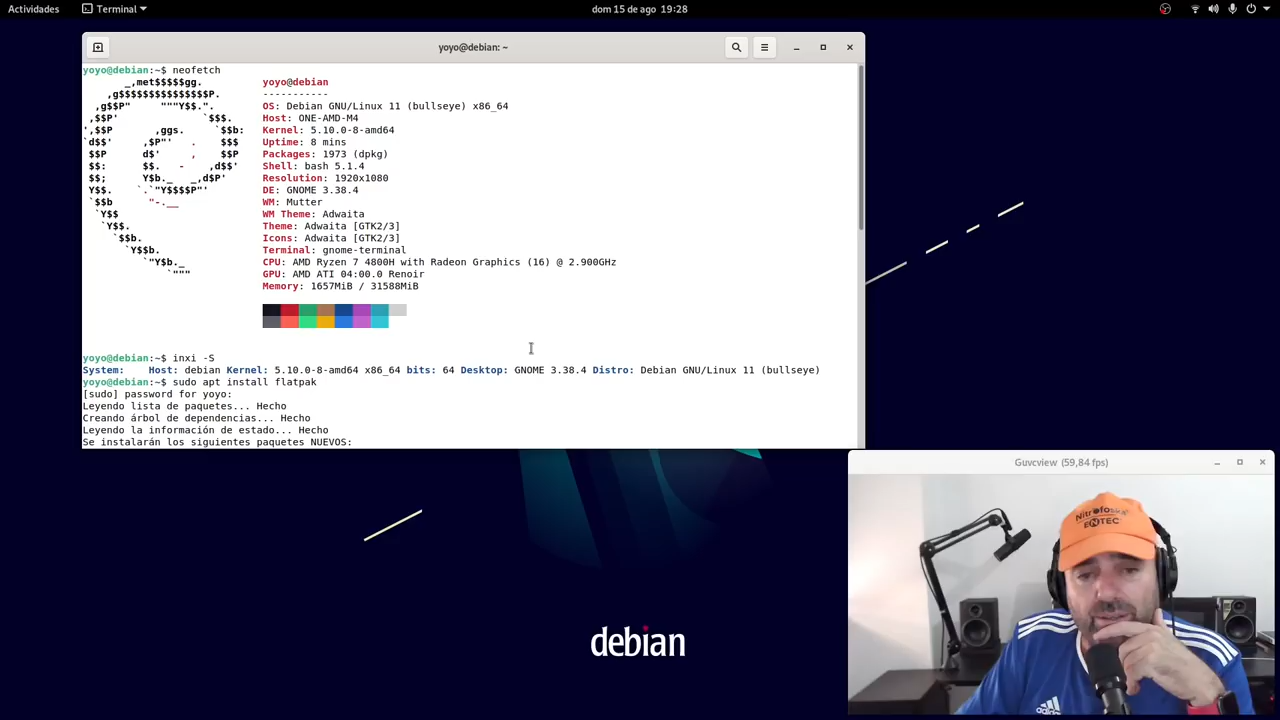 Actividades
Terminal
dom 15 de ago 19:28
yoyo@debian: ~
yoyo@debian:~$ neofetch
_,met$$$$$gg.
,g$$$$$$$$$$$$$$$P.
,g$$P"     """Y$$.".
,$$P'              `$$$.
',$$P       ,ggs.     `$$b:
`d$$'     ,$P"'   .    $$$
$$P      d$'     ,    $$P
$$:      $$.   -    ,d$$'
$$;      Y$b._   _,d$P'
Y$$.    `.`"Y$$$$P"'
`$$b      "-.__
`Y$$
`Y$$.
`$$b.
`Y$$b.
`"Y$b._
`"""
yoyo@debian
-----------
OS: Debian GNU/Linux 11 (bullseye) x86_64
Host: ONE-AMD-M4
Kernel: 5.10.0-8-amd64
Uptime: 8 mins
Packages: 1973 (dpkg)
Shell: bash 5.1.4
Resolution: 1920x1080
DE: GNOME 3.38.4
WM: Mutter
WM Theme: Adwaita
Theme: Adwaita [GTK2/3]
Icons: Adwaita [GTK2/3]
Terminal: gnome-terminal
CPU: AMD Ryzen 7 4800H with Radeon Graphics (16) @ 2.900GHz
GPU: AMD ATI 04:00.0 Renoir
Memory: 1657MiB / 31588MiB
yoyo@debian:~$ inxi -S
System:    Host: debian Kernel: 5.10.0-8-amd64 x86_64 bits: 64 Desktop: GNOME 3.38.4 Distro: Debian GNU/Linux 11 (bullseye)
yoyo@debian:~$ sudo apt install flatpak
[sudo] password for yoyo:
Leyendo lista de paquetes... Hecho
Creando árbol de dependencias... Hecho
Leyendo la información de estado... Hecho
Se instalarán los siguientes paquetes NUEVOS:
Guvcview (59,84 fps)
Nitrofoska
ENTEC
adidas
debian